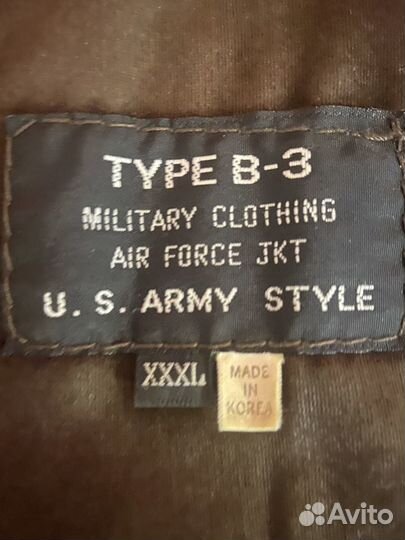 TYPE B-3
MILITARY CLOTHING
AIR FORCE JKT
U.S. ARMY STYLE
XXXL
MADE
IN
KOREA
Avito